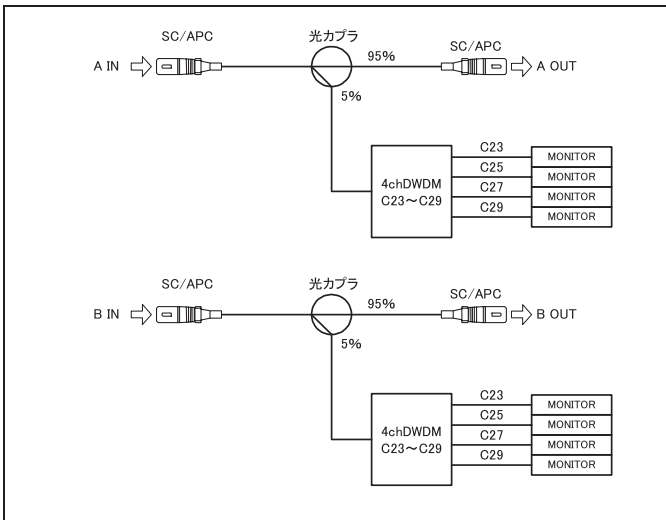 SC/APC
光カプラ
SC/APC
A IN
95%
A OUT
5%
4chDWDM
C23～C29
C23
MONITOR
C25
MONITOR
C27
MONITOR
C29
MONITOR
SC/APC
光カプラ
SC/APC
B IN
95%
B OUT
5%
4chDWDM
C23～C29
C23
MONITOR
C25
MONITOR
C27
MONITOR
C29
MONITOR